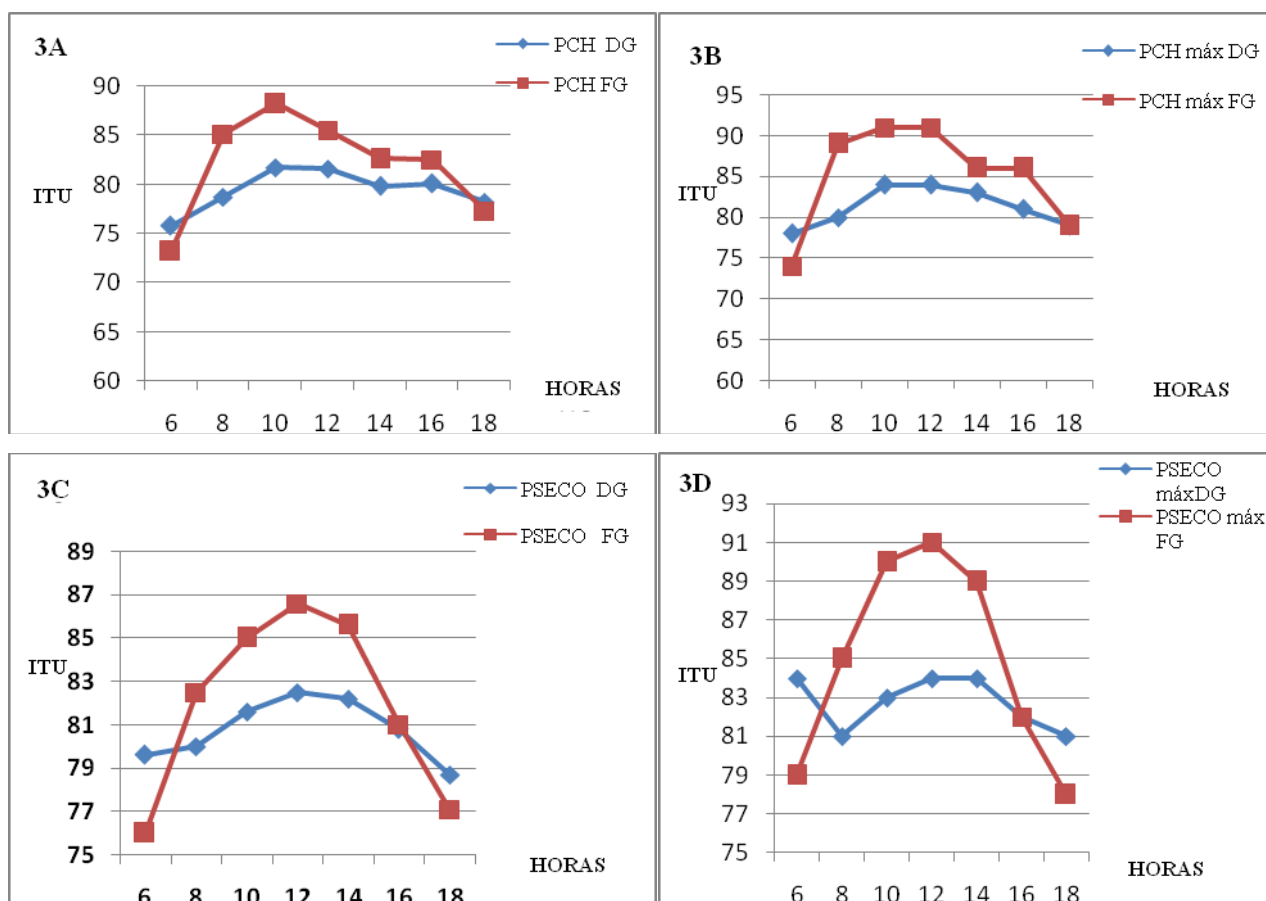 3A
PCH DG
PCH FG
90
85
80
75
70
65
60
ITU
HORAS
6 8 10 12 14 16 18
3B
PCH máx DG
PCH máx FG
95
90
85
80
75
70
65
60
ITU
HORAS
6 8 10 12 14 16 18
3C
PSECO DG
PSECO FG
89
87
85
83
81
79
77
75
ITU
HORAS
6 8 10 12 14 16 18
3D
PSECO
máxDG
PSECO máx
FG
93
91
89
87
85
83
81
79
77
75
ITU
HORAS
6 8 10 12 14 16 18